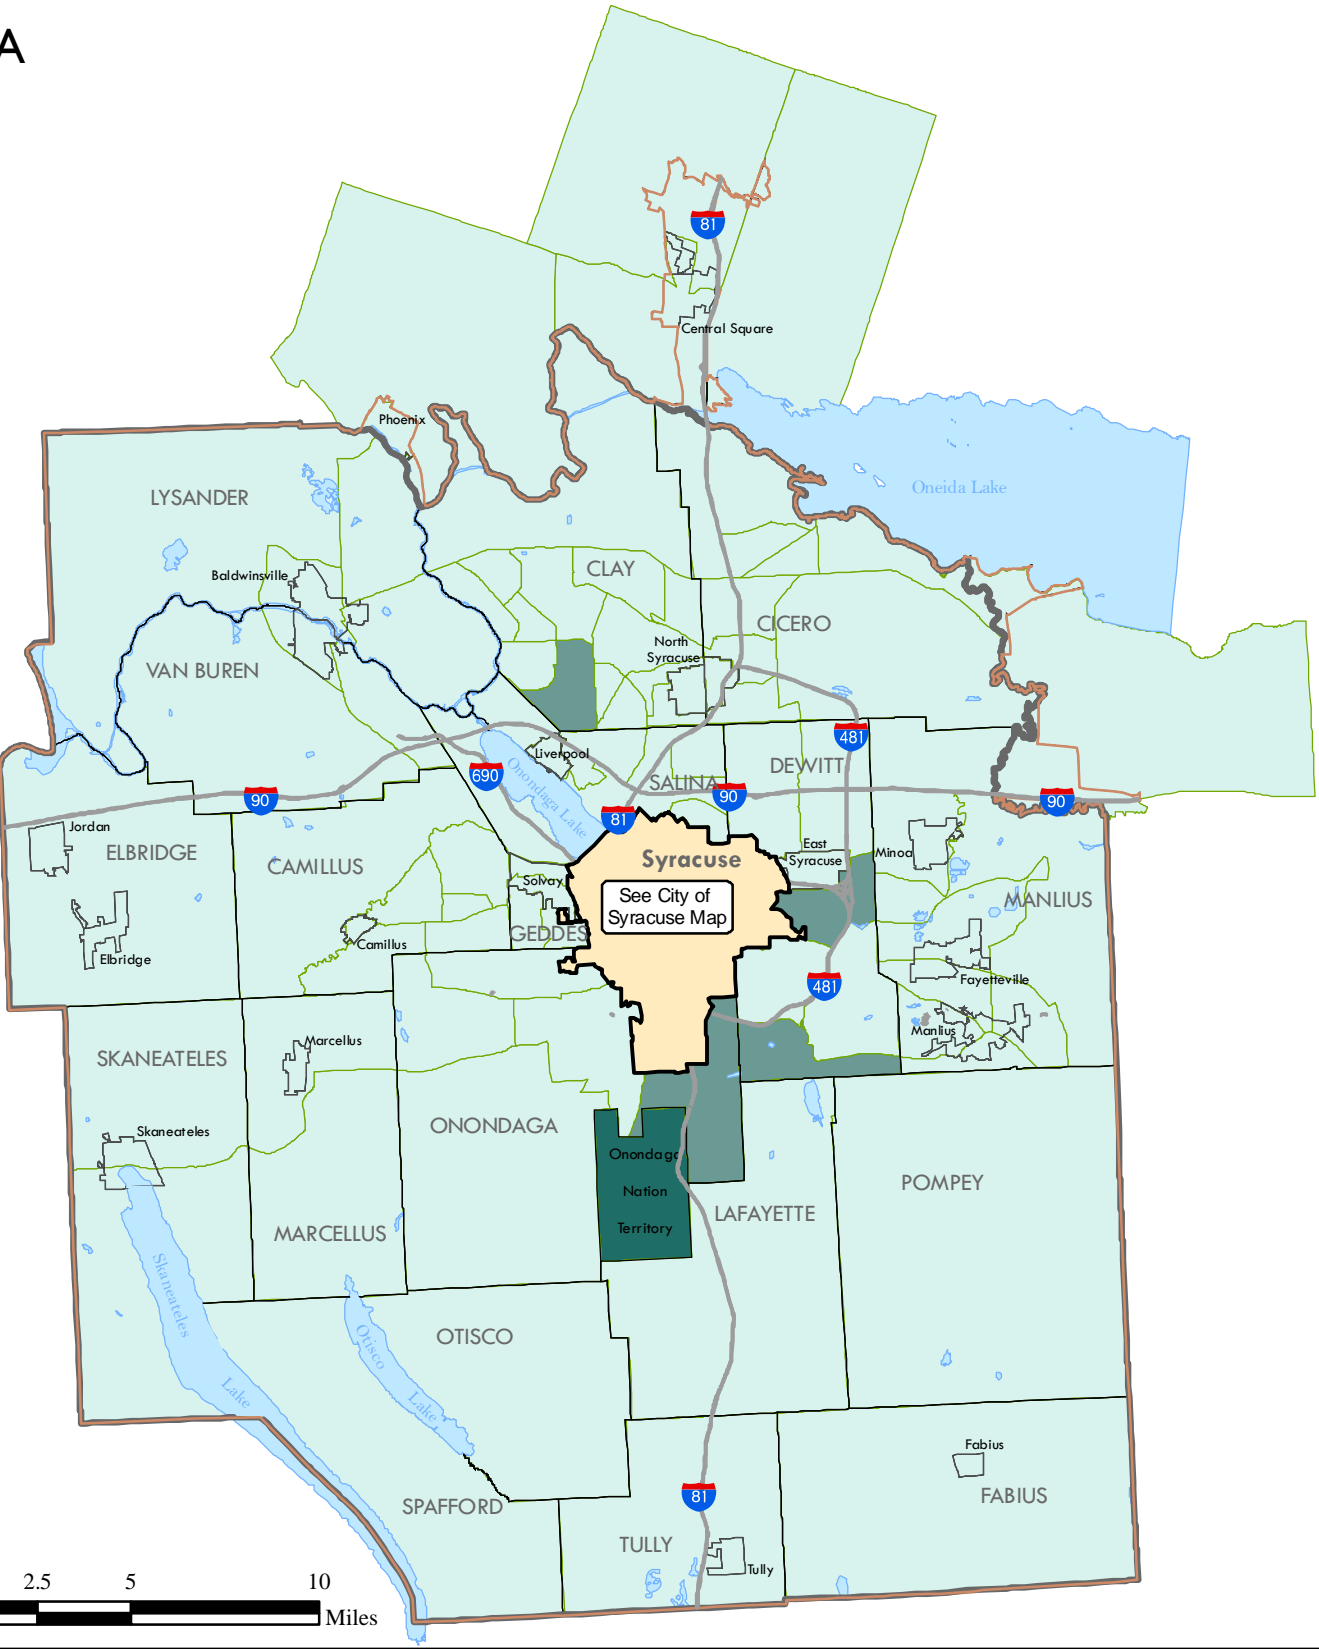 A
81
Central Square
Phoenix
LYSANDER
Oneida Lake
CLAY
Baldwinsville
CICERO
North
Syracuse
VAN BUREN
481
Liverpool
DEWITT
690
SALINA
Onondaga Lake
90
90
90
81
Jordan
ELBRIDGE
CAMILLUS
Syracuse
East
Syracuse
Minoa
Solvay
See City of
Syracuse Map
MANLIUS
GEDDES
Camillus
Elbridge
Fayetteville
481
Manlius
Marcellus
SKANEATELES
ONONDAGA
Skaneateles
Onondaga
Nation
Territory
POMPEY
LAFAYETTE
MARCELLUS
Skaneateles
Lake
Otisco
Lake
OTISCO
Fabius
FABIUS
81
SPAFFORD
TULLY
Tully
2.5 5 10
Miles